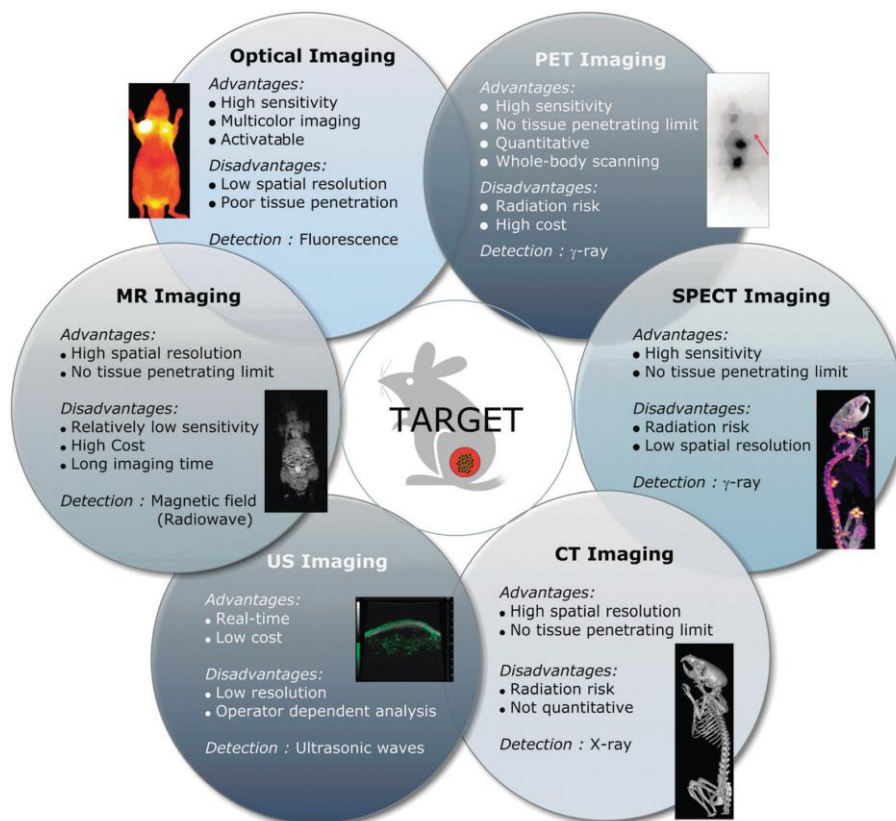 Optical Imaging
Advantages:
● High sensitivity
● Multicolor imaging
● Activatable
Disadvantages:
● Low spatial resolution
● Poor tissue penetration
Detection : Fluorescence
PET Imaging
Advantages:
● High sensitivity
● No tissue penetrating limit
● Quantitative
● Whole-body scanning
Disadvantages:
● Radiation risk
● High cost
Detection : γ-ray
MR Imaging
Advantages:
● High spatial resolution
● No tissue penetrating limit
Disadvantages:
● Relatively low sensitivity
● High Cost
● Long imaging time
Detection : Magnetic field
(Radiowave)
TARGET
SPECT Imaging
Advantages:
● High sensitivity
● No tissue penetrating limit
Disadvantages:
● Radiation risk
● Low spatial resolution
Detection : γ-ray
US Imaging
Advantages:
● Real-time
● Low cost
Disadvantages:
● Low resolution
● Operator dependent analysis
Detection : Ultrasonic waves
CT Imaging
Advantages:
● High spatial resolution
● No tissue penetrating limit
Disadvantages:
● Radiation risk
● Not quantitative
Detection : X-ray